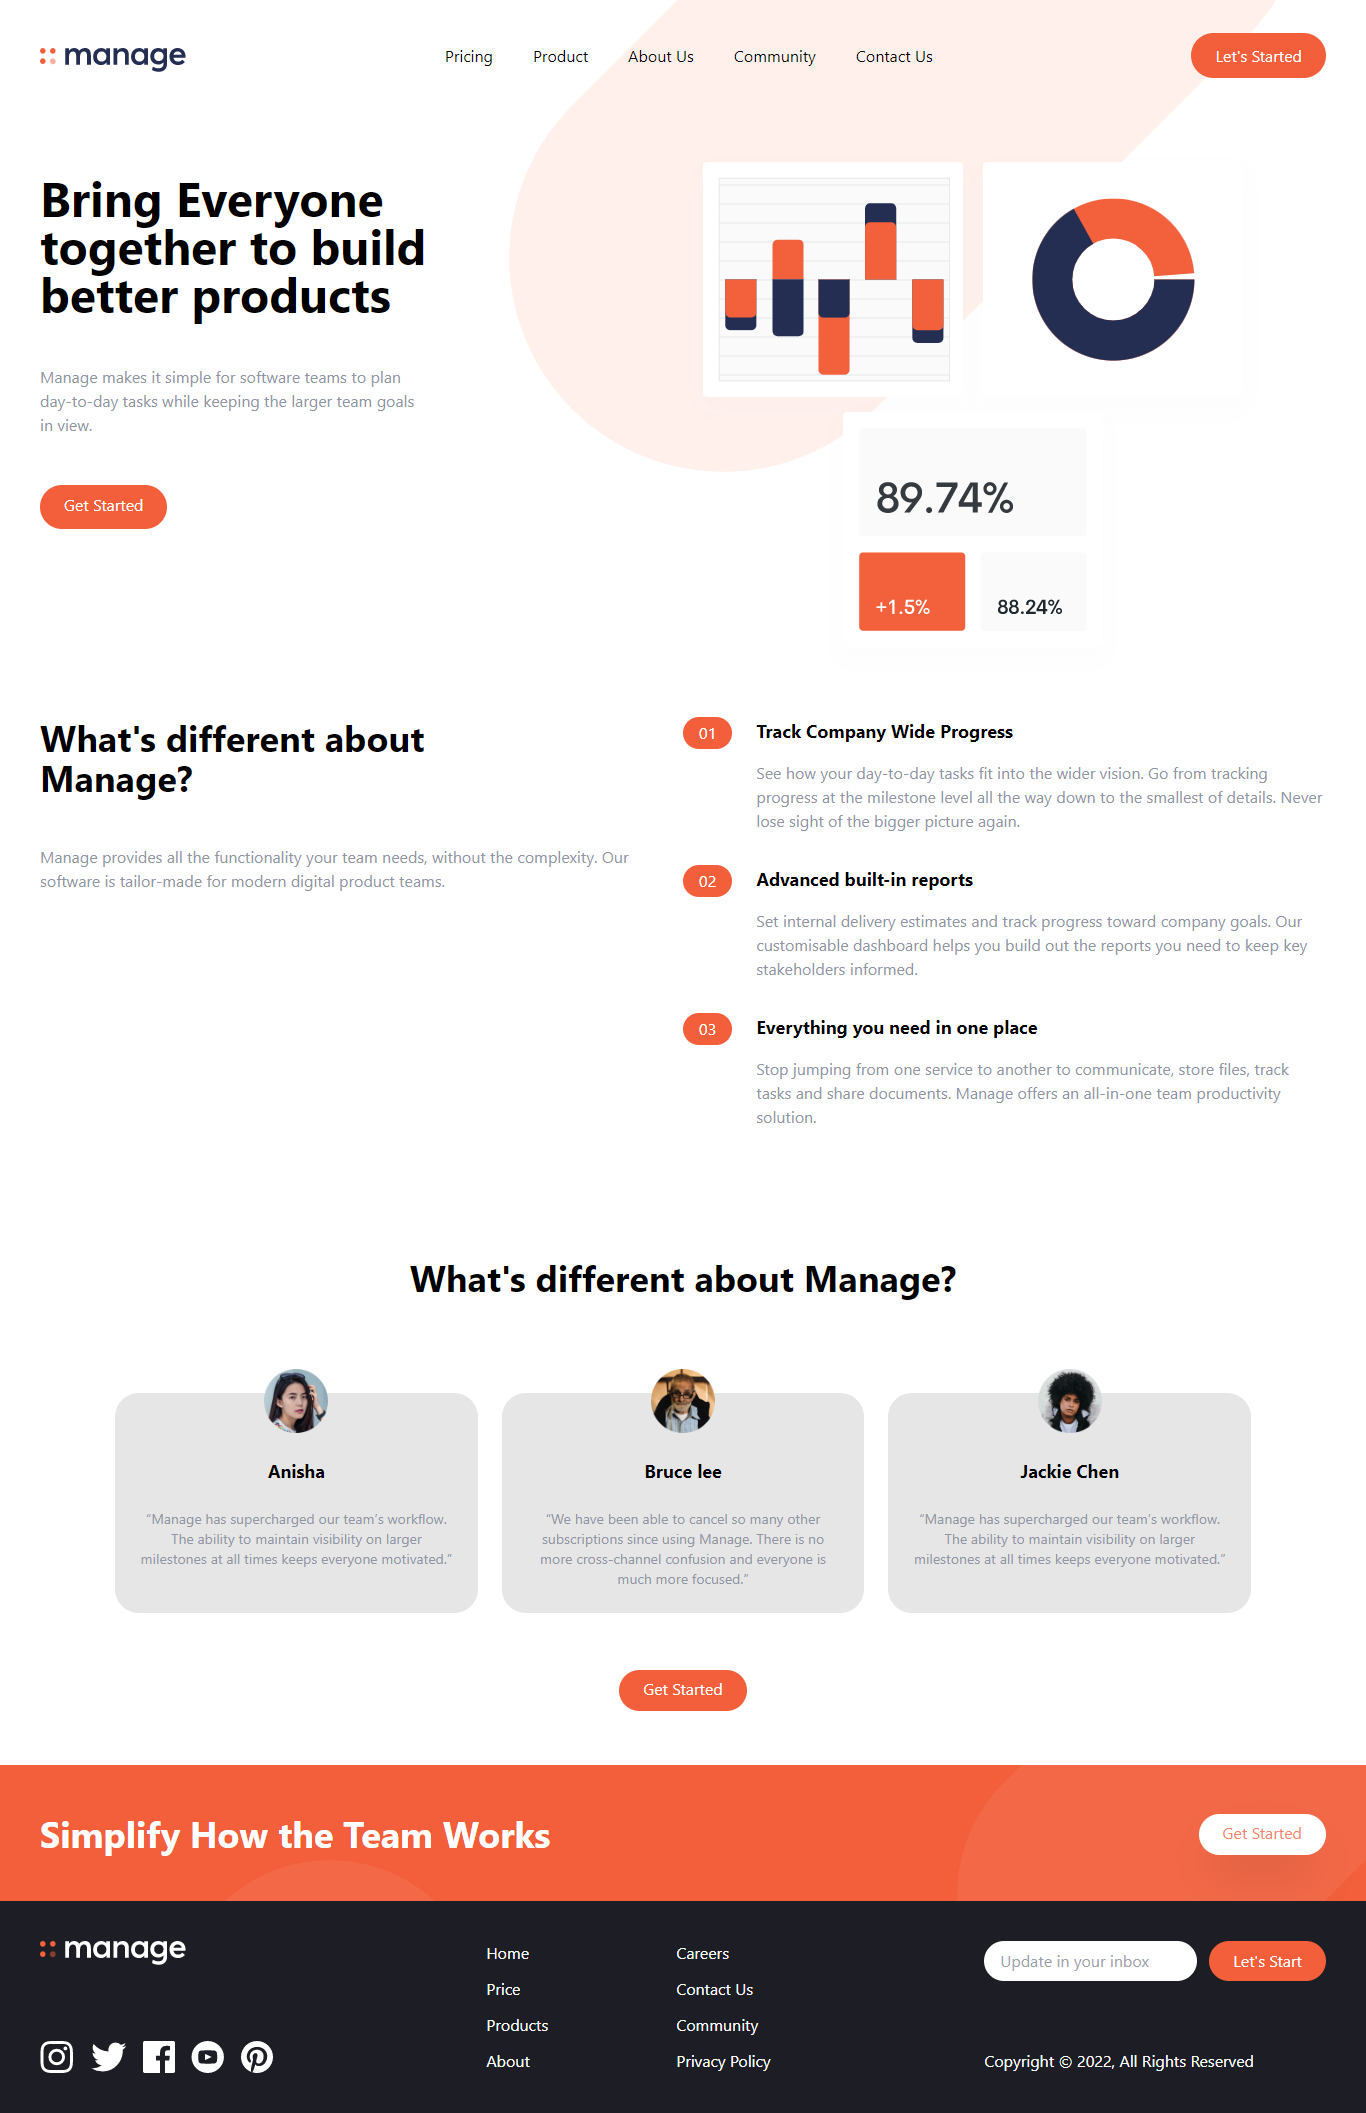 manage
Pricing
Product
About Us
Community
Contact Us
Let's Started
Bring Everyone
together to build
better products
Manage makes it simple for software teams to plan
day-to-day tasks while keeping the larger team goals
in view.
Get Started
89.74%
+1.5%
88.24%
What's different about
Manage?
Manage provides all the functionality your team needs, without the complexity. Our
software is tailor-made for modern digital product teams.
01
Track Company Wide Progress
See how your day-to-day tasks fit into the wider vision. Go from tracking
progress at the milestone level all the way down to the smallest of details. Never
lose sight of the bigger picture again.
02
Advanced built-in reports
Set internal delivery estimates and track progress toward company goals. Our
customisable dashboard helps you build out the reports you need to keep key
stakeholders informed.
03
Everything you need in one place
Stop jumping from one service to another to communicate, store files, track
tasks and share documents. Manage offers an all-in-one team productivity
solution.
What's different about Manage?
Anisha
“Manage has supercharged our team’s workflow.
The ability to maintain visibility on larger
milestones at all times keeps everyone motivated.”
Bruce lee
“We have been able to cancel so many other
subscriptions since using Manage. There is no
more cross-channel confusion and everyone is
much more focused.”
Jackie Chen
“Manage has supercharged our team’s workflow.
The ability to maintain visibility on larger
milestones at all times keeps everyone motivated.”
Get Started
Simplify How the Team Works
Get Started
manage
Home
Price
Products
About
Careers
Contact Us
Community
Privacy Policy
Update in your inbox
Let's Start
Copyright © 2022, All Rights Reserved